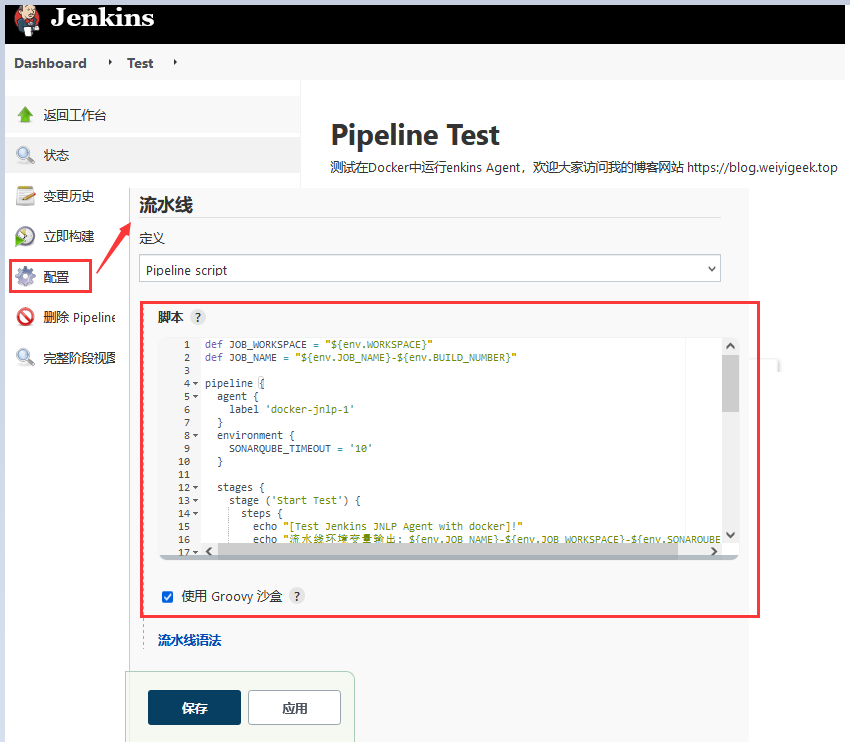 Jenkins
Dashboard
Test
返回工作台
状态
变更历史
立即构建
配置
删除 Pipeline
完整阶段视图
Pipeline Test
测试在Docker中运行enkins Agent，欢迎大家访问我的博客网站 https://blog.weiyigeek.top
流水线
定义
Pipeline script
脚本 ?
1 def JOB_WORKSPACE = "${env.WORKSPACE}"
2 def JOB_NAME = "${env.JOB_NAME}-${env.BUILD_NUMBER}"
3
4 pipeline {
5 agent {
6 label 'docker-jnlp-1'
7 }
8 environment {
9 SONARQUBE_TIMEOUT = '10'
10 }
11
12 stages {
13 stage ('Start Test') {
14 steps {
15 echo "[Test Jenkins JNLP Agent with docker]!"
16 echo "流水线环境变量输出: ${env.JOB_NAME}-${env.JOB_WORKSPACE}-${env.SONARQUBE
17
使用 Groovy 沙盒 ?
流水线语法
保存
应用